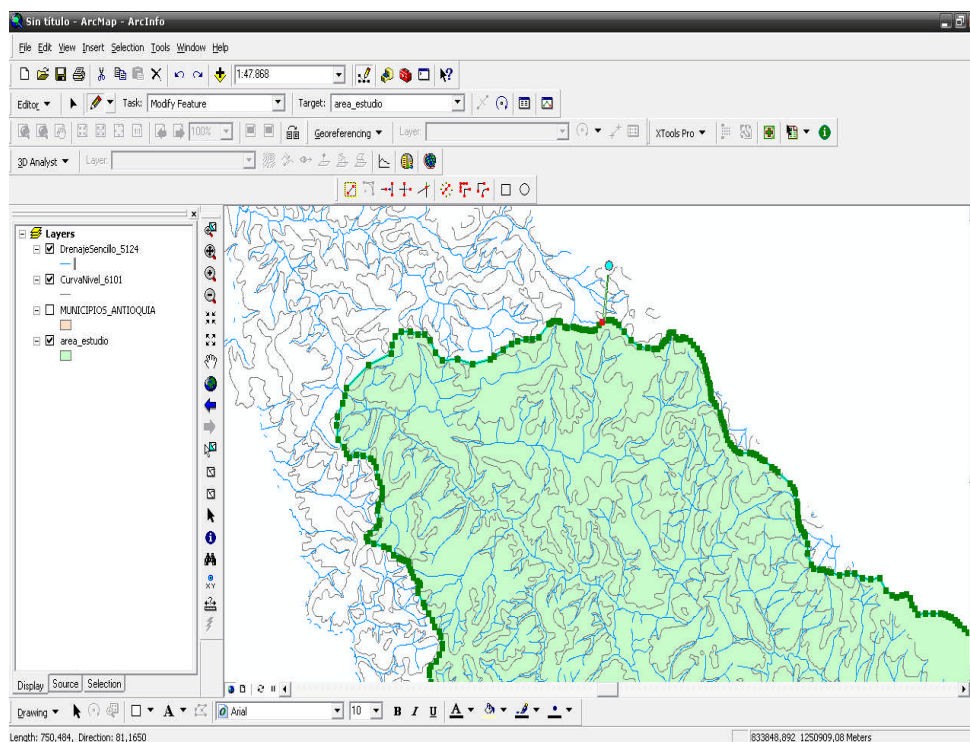 Sin título - ArcMap - ArcInfo
File Edit View Insert Selection Tools Window Help
1:47.868
Editor Task: Modify Feature Target: area_estudio
100% Georeferencing Layer: XTools Pro
3D Analyst Layer:
Layers
DrenajeSencillo_5124
CurvaNivel_6101
MUNICIPIOS_ANTIOQUIA
area_estudio
XY
Display Source Selection
Drawing A Arial 10 B I U A
Length: 750,484, Direction: 81,1650 833848,892 1250909,08 Meters